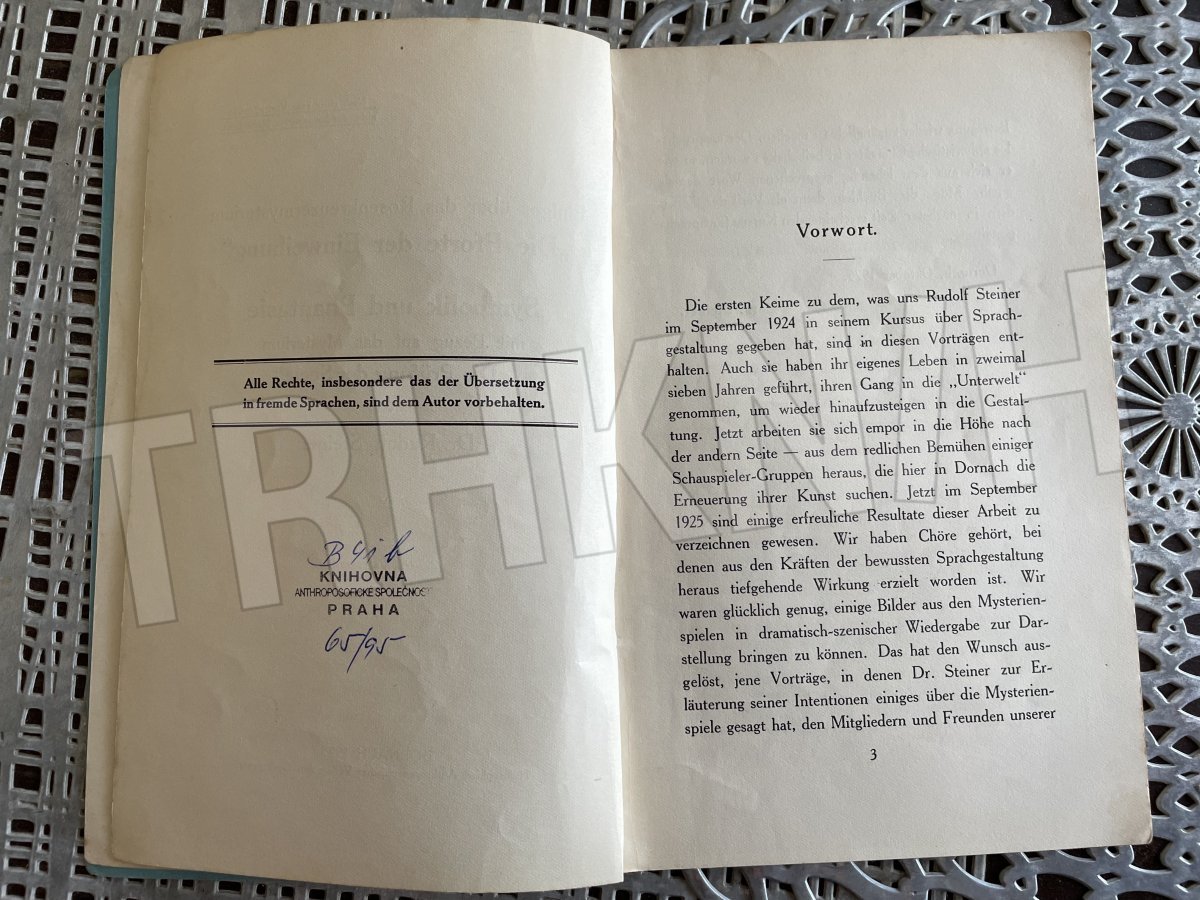 Alle Rechte, insbesondere das der Übersetzung
in fremde Sprachen, sind dem Autor vorbehalten.
KNIHOVNA
ANTHROPOSOFICKÉ SPOLEČNOS
PRAHA
65/95
Vorwort.
Die ersten Keime zu dem, was uns Rudolf Steiner
im September 1924 in seinem Kursus über Sprach-
gestaltung gegeben hat, sind in diesen Vorträgen ent-
halten. Auch sie haben ihr eigenes Leben in zweimal
sieben Jahren geführt, ihren Gang in die „Unterwelt"
genommen, um wieder hinaufzusteigen in die Gestal-
tung. Jetzt arbeiten sie sich empor in die Höhe nach
der andern Seite — aus dem redlichen Bemühen einiger
Schauspieler-Gruppen heraus, die hier in Dornach die
Erneuerung ihrer Kunst suchen. Jetzt im September
1925 sind einige erfreuliche Resultate dieser Arbeit zu
verzeichnen gewesen. Wir haben Chöre gehört, bei
denen aus den Kräften der bewussten Sprachgestaltung
heraus tiefgehende Wirkung erzielt worden ist. Wir
waren glücklich genug, einige Bilder aus den Mysterien-
spielen in dramatisch-szenischer Wiedergabe zur Dar-
stellung bringen zu können. Das hat den Wunsch aus-
gelöst, jene Vorträge, in denen Dr. Steiner zur Er-
läuterung seiner Intentionen einiges über die Mysterien-
spiele gesagt hat, den Mitgliedern und Freunden unserer
3
TRHKNIH